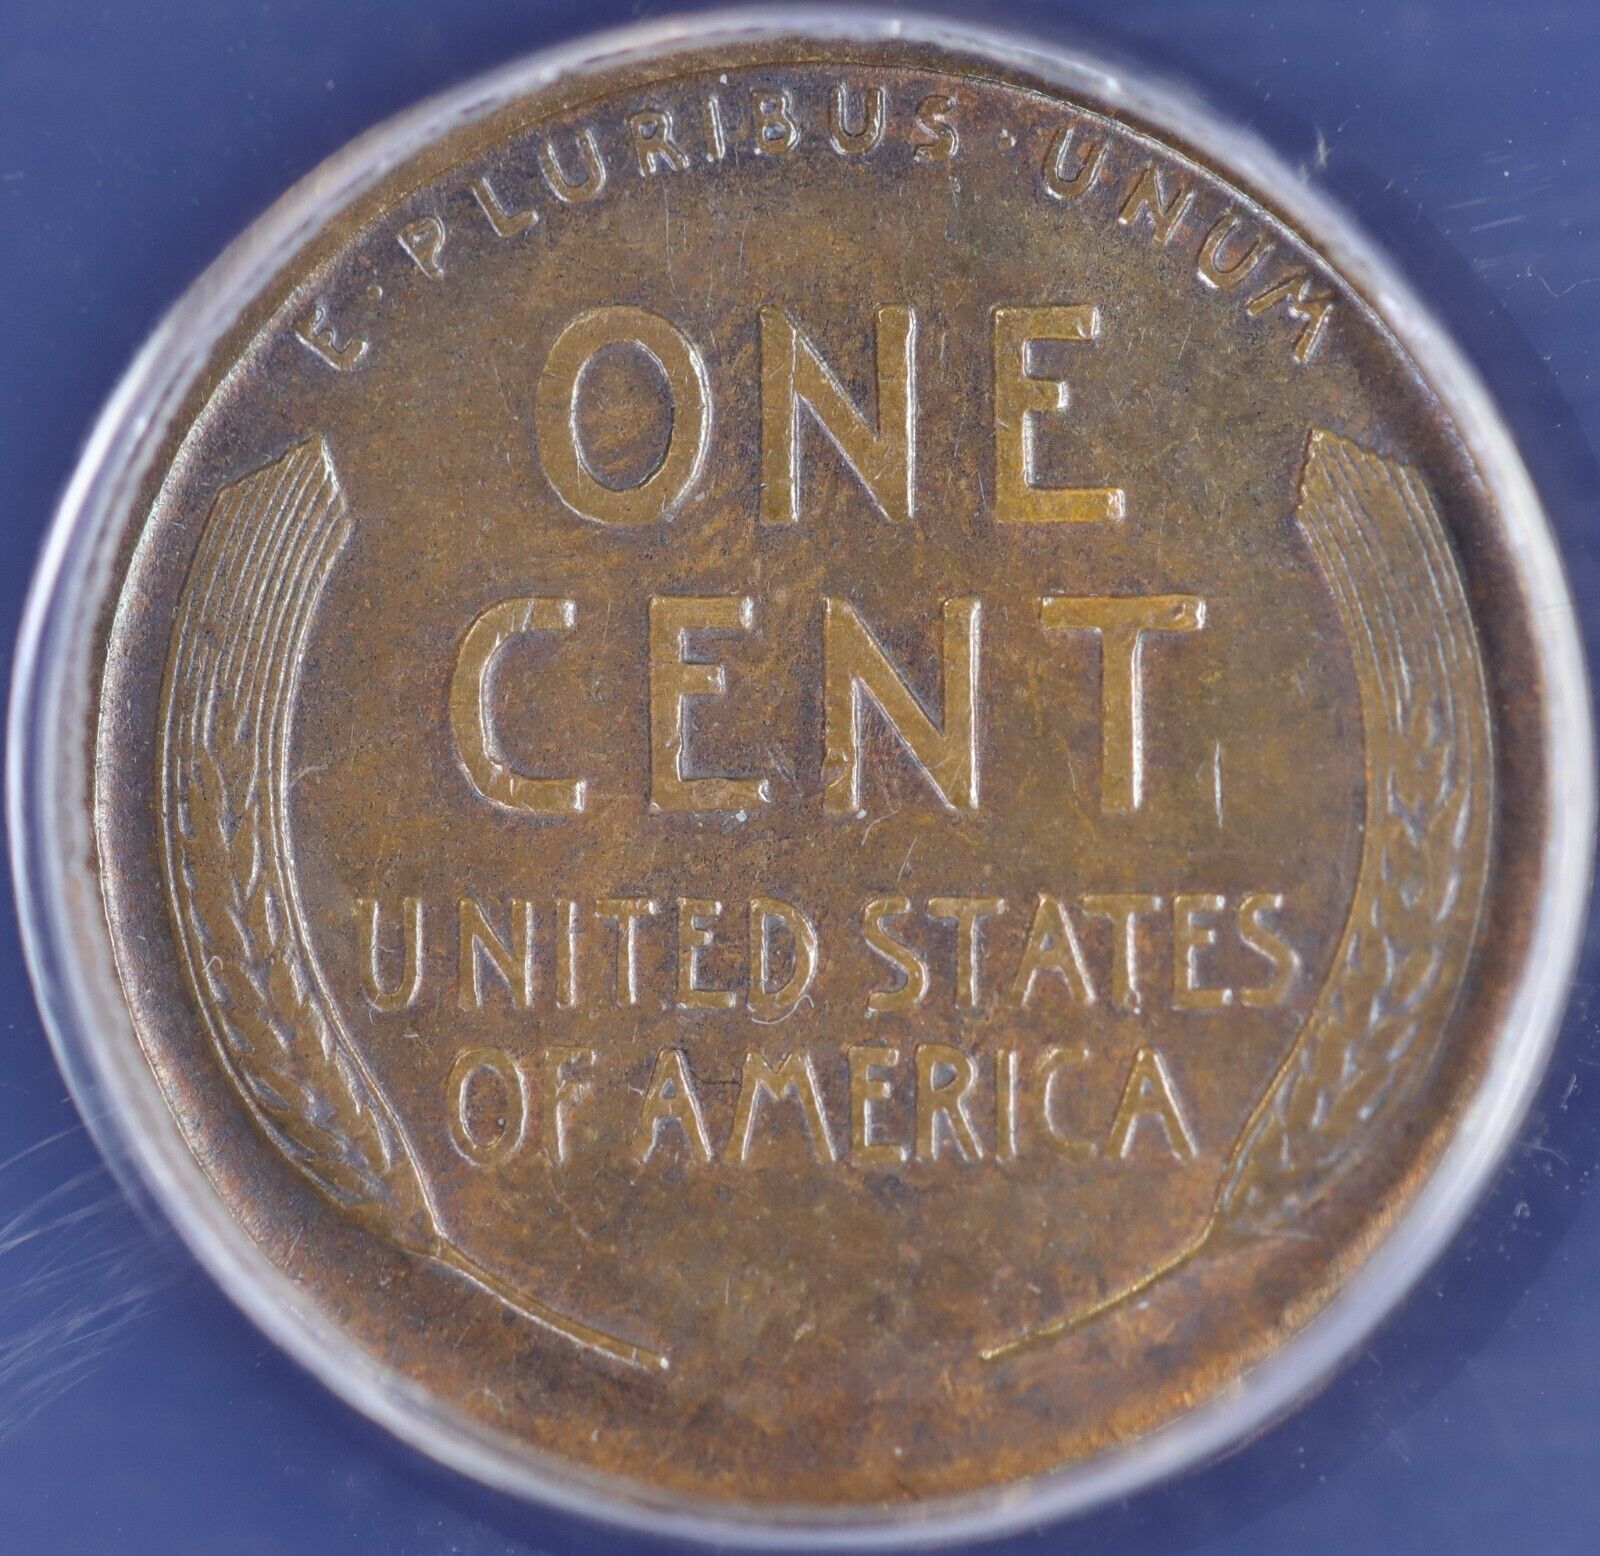 E · PLURIBUS · UNUM
ONE
CENT
UNITED STATES
OF AMERICA